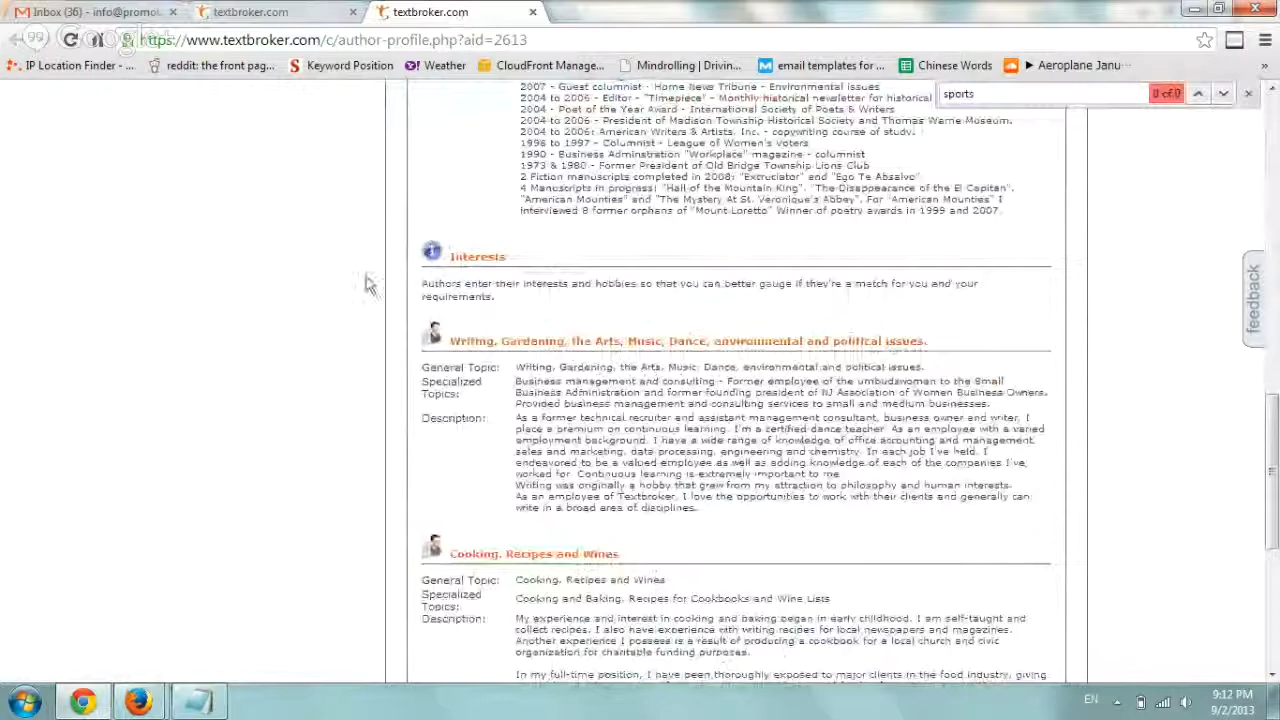 Inbox (36) - info@promo
textbroker.com
textbroker.com
99
https://www.textbroker.com/c/author-profile.php?aid=2613
IP Location Finder - ...
reddit: the front pag...
Keyword Position
Weather
CloudFront Manage...
Mindrolling | Drivin...
email templates for ...
Chinese Words
► Aeroplane Janu...
»
sports
0 of 0
2007 - Guest columnist - Home News Tribune - Environmental issues
2004 to 2006 - Editor - "Timepiece" - Monthly historical newsletter for historical
2004 - Poet of the Year Award - International Society of Poets & Writers
2004 to 2006 - President of Madison Township Historical Society and Thomas Warne Museum.
2004 to 2006: American Writers & Artists, Inc. - copywriting course of study.
1996 to 1997 - Columnist - League of Women's Voters
1990 - Business Adminstration "Workplace" magazine - columnist
1973 & 1980 - Former President of Old Bridge Township Lions Club
2 Fiction manuscripts completed in 2008: "Extruciator" and "Ego Te Absolvo"
4 Manuscripts in progress: "Hall of the Mountain King", "The Disappearance of the El Capitan",
"American Mounties" and "The Mystery At St. Veronique's Abbey". For "American Mounties" I
interviewed 8 former orphans of "Mount Loretto" Winner of poetry awards in 1999 and 2007.
Interests
Authors enter their interests and hobbies so that you can better gauge if they're a match for you and your
requirements.
Writing, Gardening, the Arts, Music, Dance, environmental and political issues.
General Topic: Writing, Gardening, the Arts, Music, Dance, environmental and political issues.
Specialized Topics: Business management and consulting - Former employee of the ombudswoman to the Small
Business Administration and former founding president of NJ Association of Women Business Owners.
Provided business management and consulting services to small and medium businesses.
Description: As a former technical recruiter and assistant management consultant, business owner and writer, I
place a premium on continuous learning. I'm a certified dance teacher. As an employee with a varied
employment background, I have a wide range of knowledge of office accounting and management,
sales and marketing, data processing, engineering and chemistry. In each job I've held, I
endeavored to be a valued employee as well as adding knowledge of each of the companies I've
worked for. Continuous learning is extremely important to me.
Writing was originally a hobby that grew from my attraction to philosophy and human interests.
As an employee of Textbroker, I love the opportunities to work with their clients and generally can
write in a broad area of disciplines.
Cooking, Recipes and Wines
General Topic: Cooking, Recipes and Wines
Specialized Topics: Cooking and Baking, Recipes for Cookbooks and Wine Lists
Description: My experience and interest in cooking and baking began in early childhood. I am self-taught and
collect recipes. I also have experience with writing recipes for local newspapers and magazines.
Another experience I possess is a result of producing a cookbook for a local church and civic
organization for charitable funding purposes.
In my full-time position, I have been thoroughly exposed to major clients in the food industry, giving
feedback
EN
9:12 PM
9/2/2013